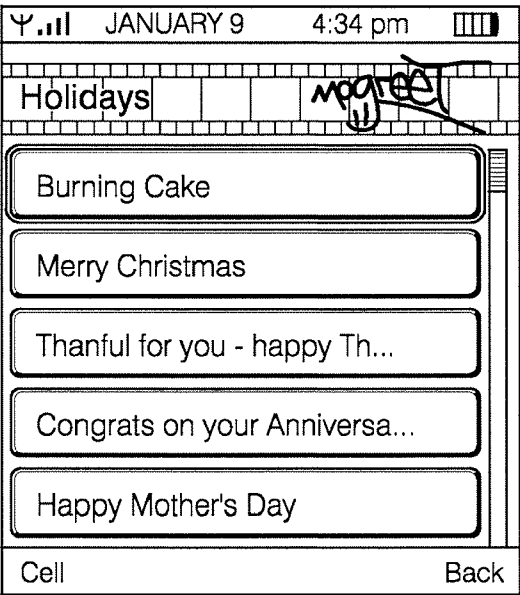 JANUARY 9 4:34 pm
Holidays mogreet
Burning Cake
Merry Christmas
Thanful for you - happy Th...
Congrats on your Anniversa...
Happy Mother's Day
Cell Back